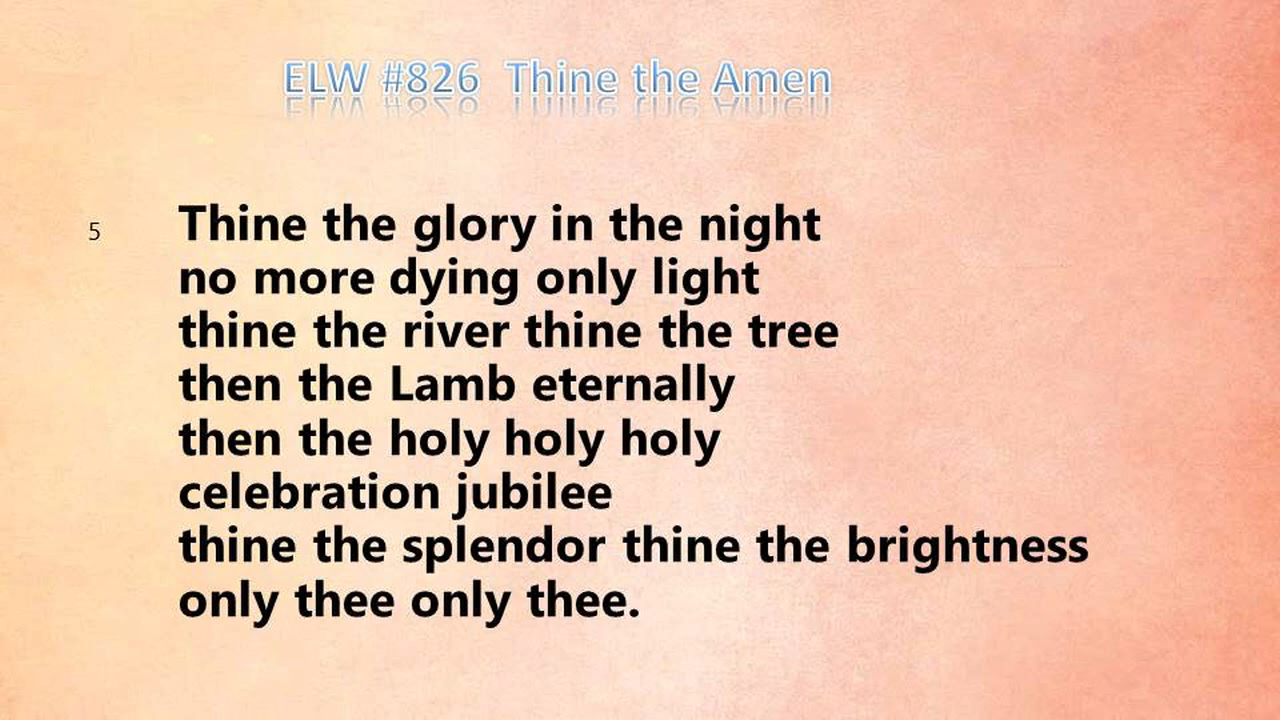 ELW #826 Thine the Amen
5 Thine the glory in the night
no more dying only light
thine the river thine the tree
then the Lamb eternally
then the holy holy holy
celebration jubilee
thine the splendor thine the brightness
only thee only thee.